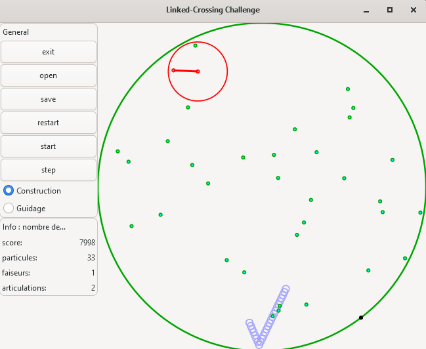 Linked-Crossing Challenge
General
exit
open
save
restart
start
step
Construction
Guidage
Info : nombre de...
score: 7998
particules: 33
faiseurs: 1
articulations: 2